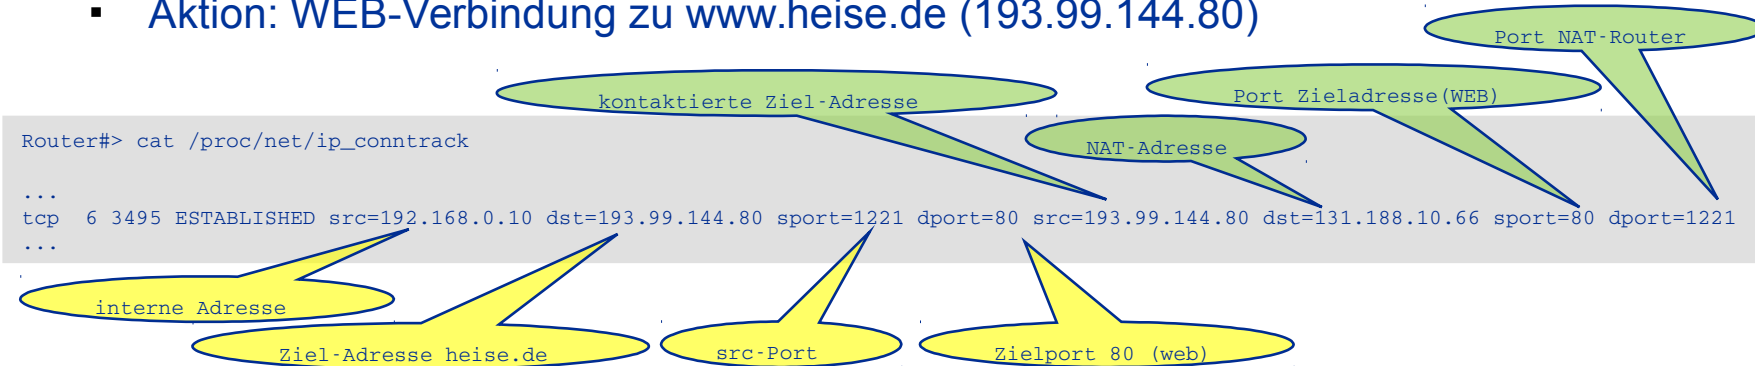 ▪ Aktion: WEB-Verbindung zu www.heise.de (193.99.144.80)
Port NAT-Router
kontaktierte Ziel-Adresse
Port Zieladresse(WEB)
Router#> cat /proc/net/ip_conntrack
NAT-Adresse
...
tcp 6 3495 ESTABLISHED src=192.168.0.10 dst=193.99.144.80 sport=1221 dport=80 src=193.99.144.80 dst=131.188.10.66 sport=80 dport=1221
...
interne Adresse
Ziel-Adresse heise.de
src-Port
Zielport 80 (web)